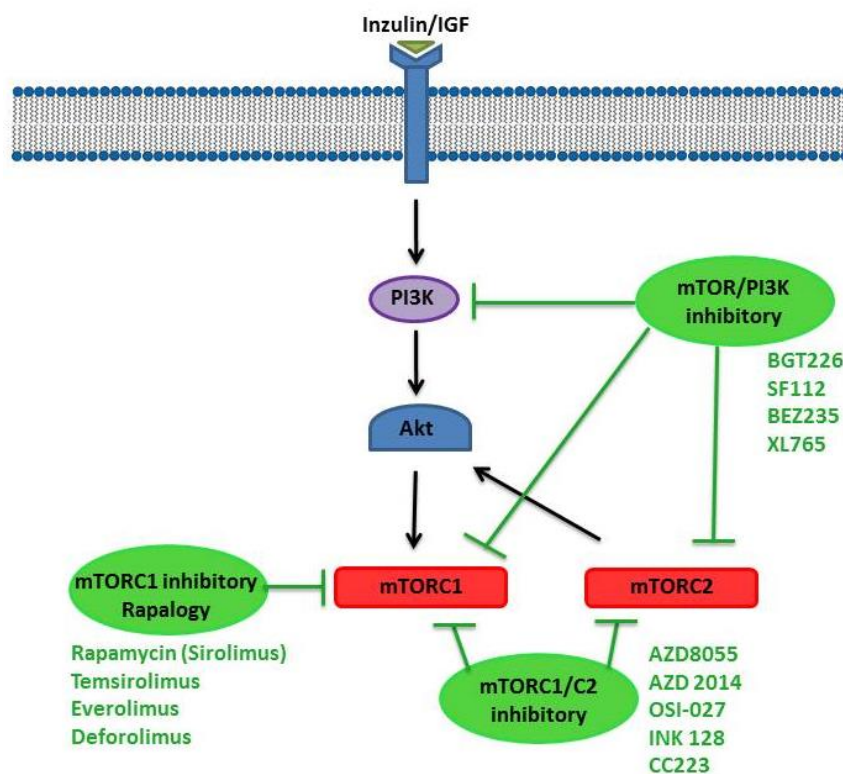 Inzulin/IGF
PI3K
mTOR/PI3K
inhibitory
BGT226
SF112
BEZ235
XL765
Akt
mTORC1 inhibitory
Rapalogy
mTORC1
mTORC2
Rapamycin (Sirolimus)
Temsirolimus
Everolimus
Deforolimus
mTORC1/C2
inhibitory
AZD8055
AZD 2014
OSI-027
INK 128
CC223